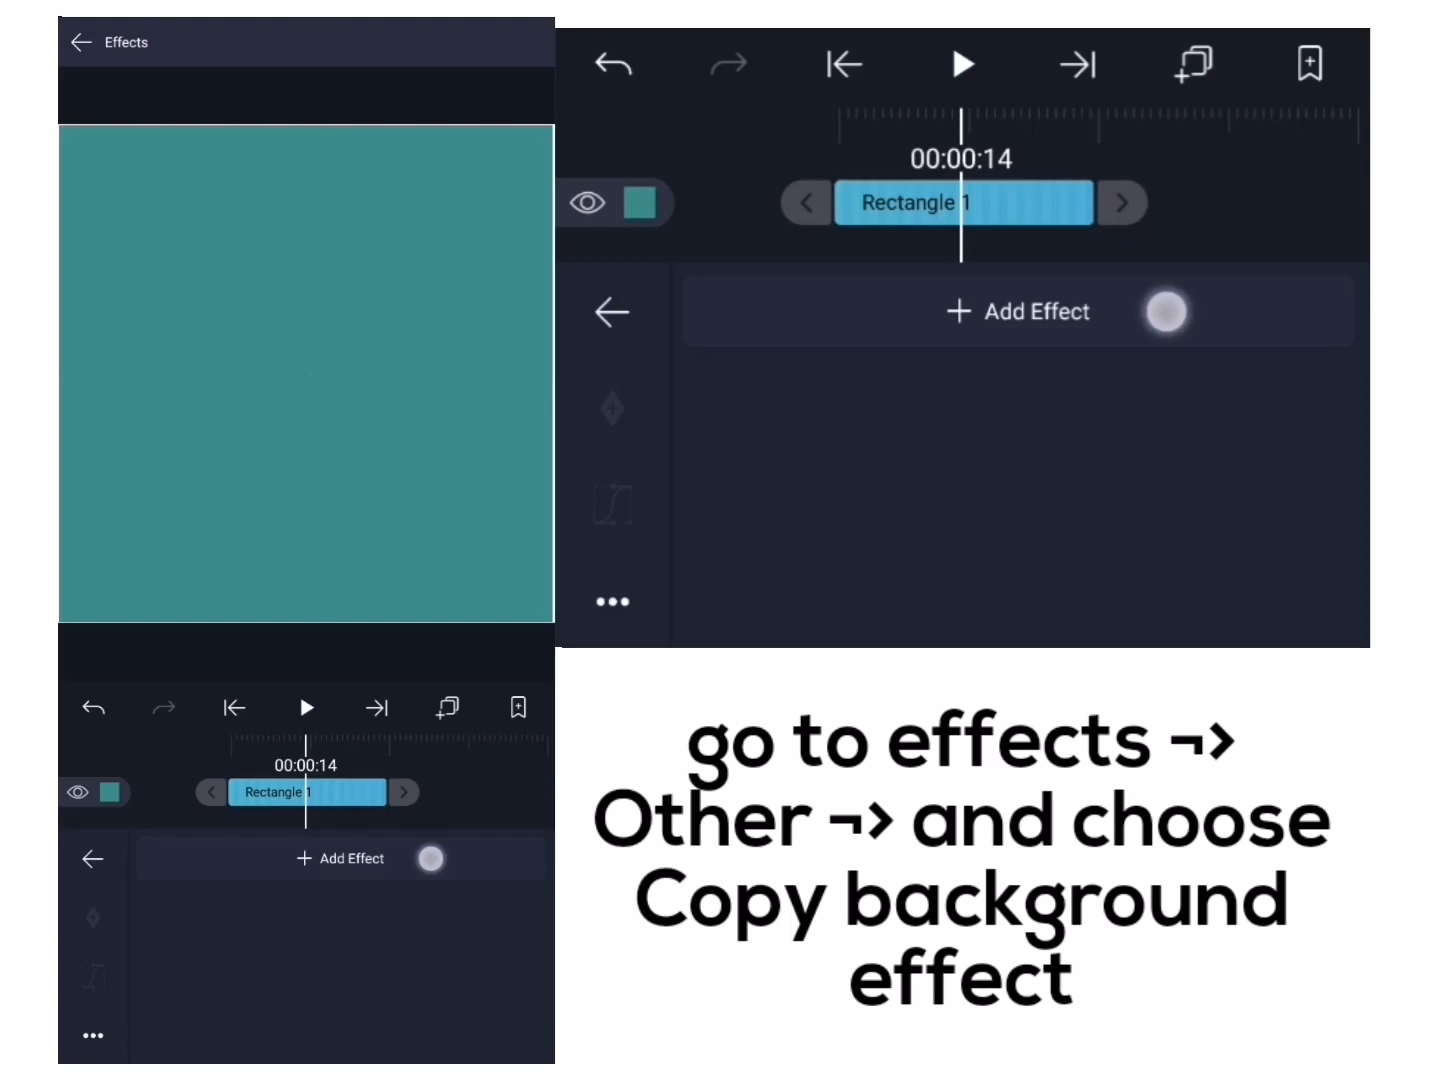 Effects
00:00:14
Rectangle 1
+ Add Effect
00:00:14
Rectangle 1
+ Add Effect
go to effects ¬>
Other ¬> and choose
Copy background
effect